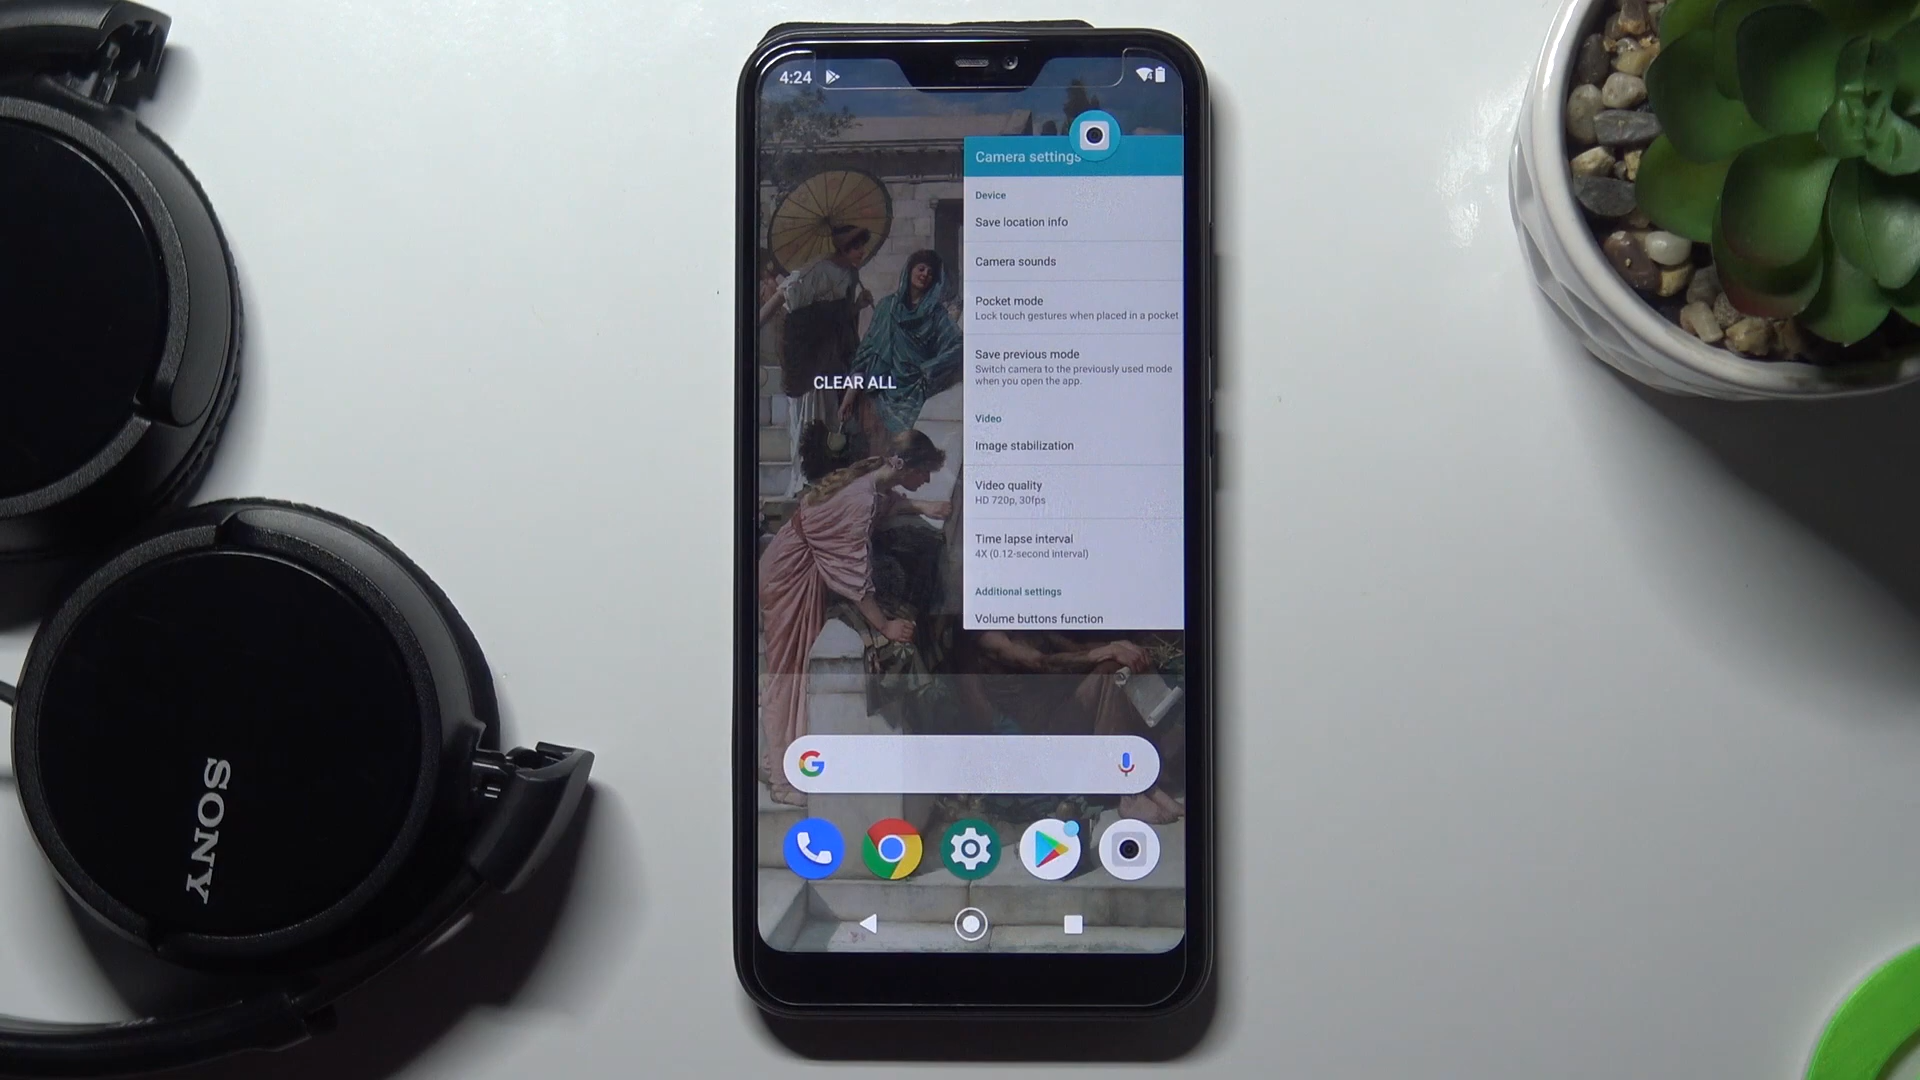 4:24
Camera settings
Device
Save location info
Camera sounds
Pocket mode
Lock touch gestures when placed in a pocket
Save previous mode
Switch camera to the previously used mode
when you open the app.
CLEAR ALL
Video
Image stabilization
Video quality
HD 720p, 30fps
Time lapse interval
4X (0.12-second interval)
Additional settings
Volume buttons function
SONY